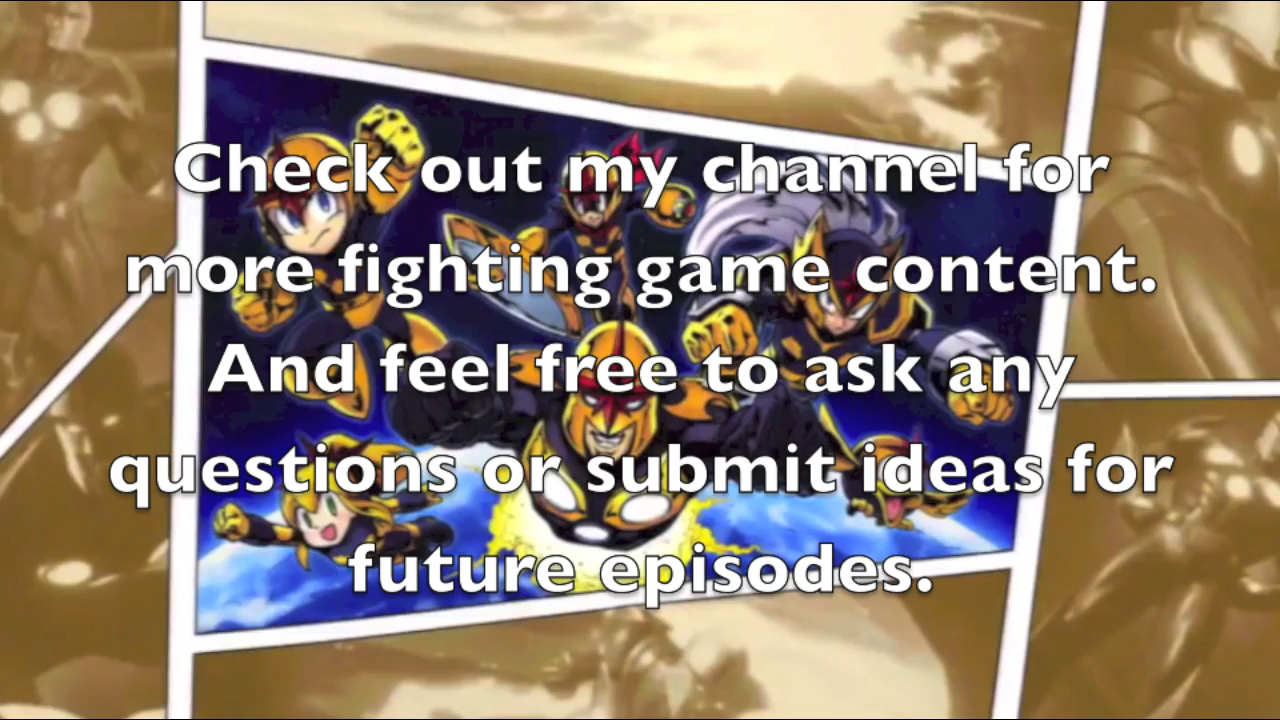 Check out my channel for
more fighting game content.
And feel free to ask any
questions or submit ideas for
future episodes.